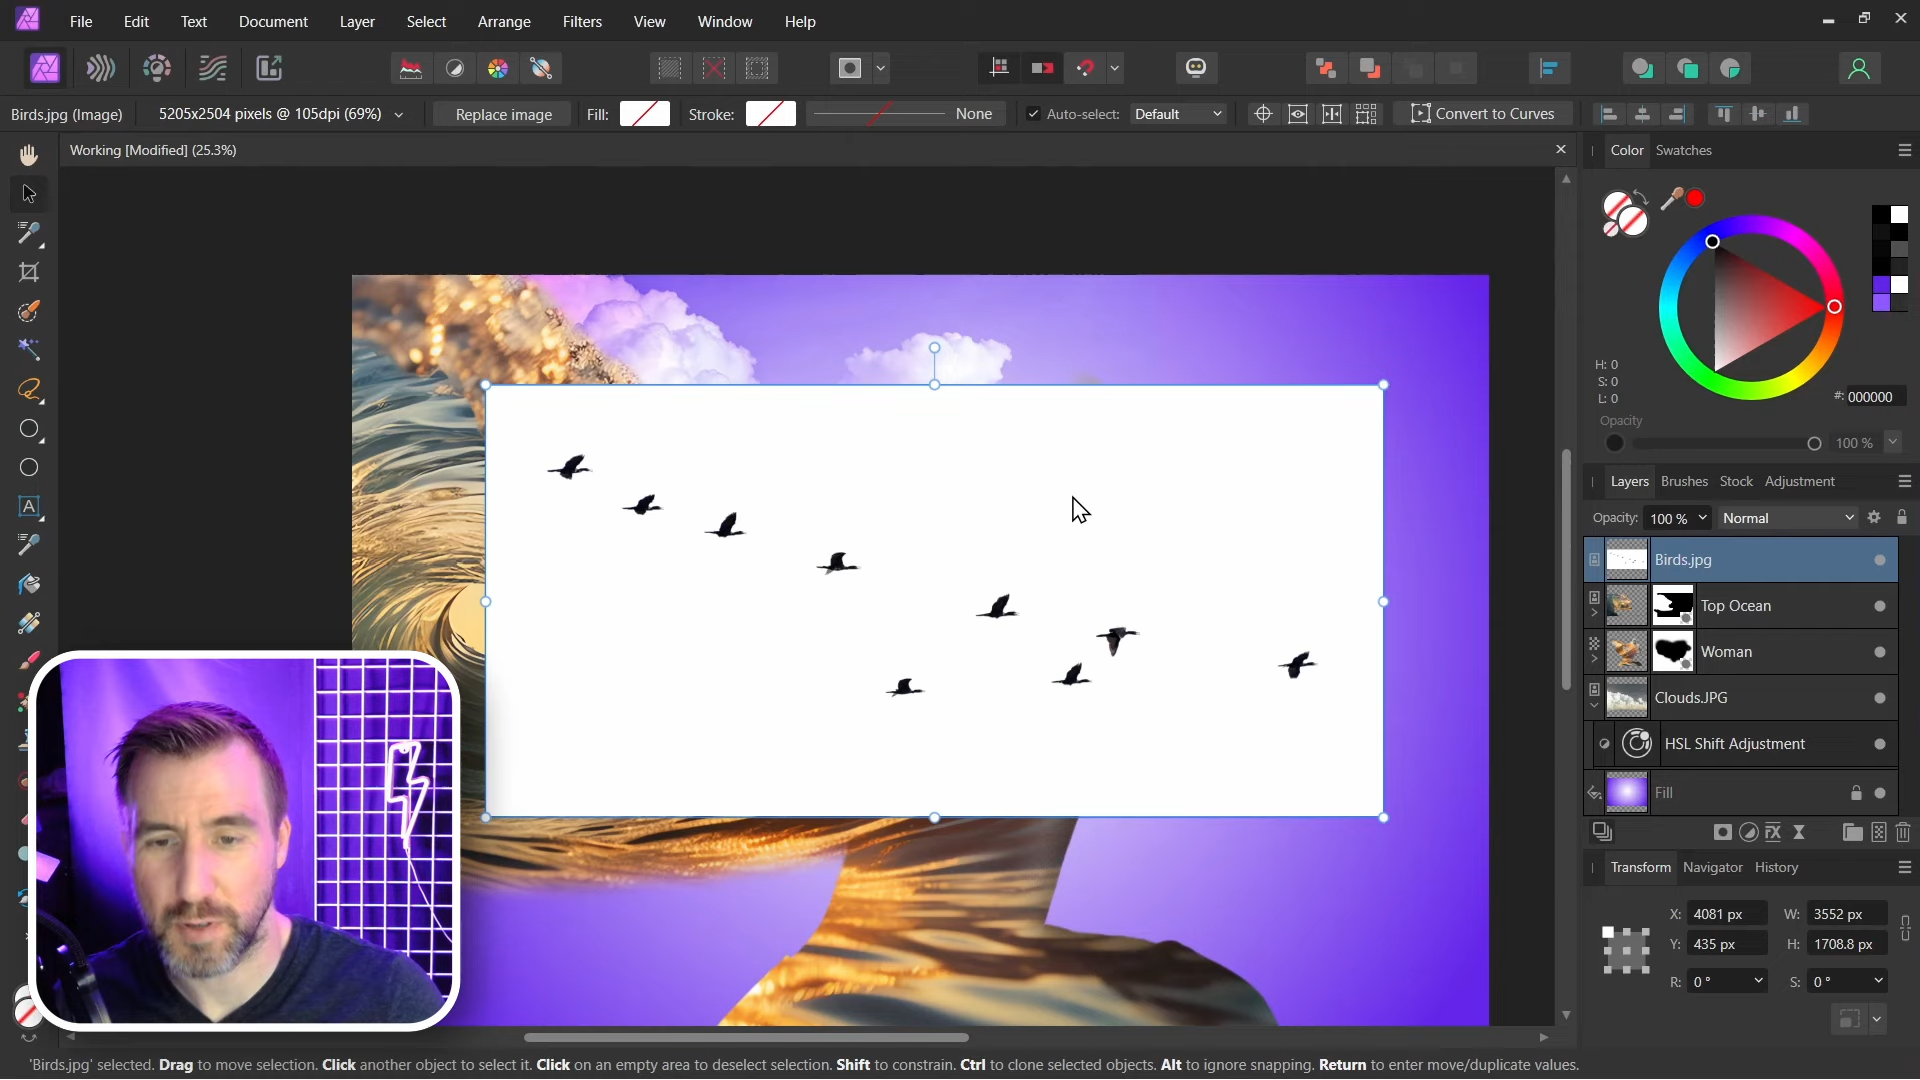 File Edit Text Document Layer Select Arrange Filters View Window Help
Birds.jpg (Image) 5205x2504 pixels @ 105dpi (69%) Replace image Fill: Stroke: None Auto-select: Default Convert to Curves
Working [Modified] (25.3%)
Color Swatches
H: 0
S: 0
L: 0
#: 000000
Opacity
100 %
Layers Brushes Stock Adjustment
Opacity: 100 % Normal
Birds.jpg
Top Ocean
Woman
Clouds.JPG
HSL Shift Adjustment
Fill
Transform Navigator History
X: 4081 px W: 3552 px
Y: 435 px H: 1708.8 px
R: 0 ° S: 0 °
'Birds.jpg' selected. Drag to move selection. Click another object to select it. Click on an empty area to deselect selection. Shift to constrain. Ctrl to clone selected objects. Alt to ignore snapping. Return to enter move/duplicate values.